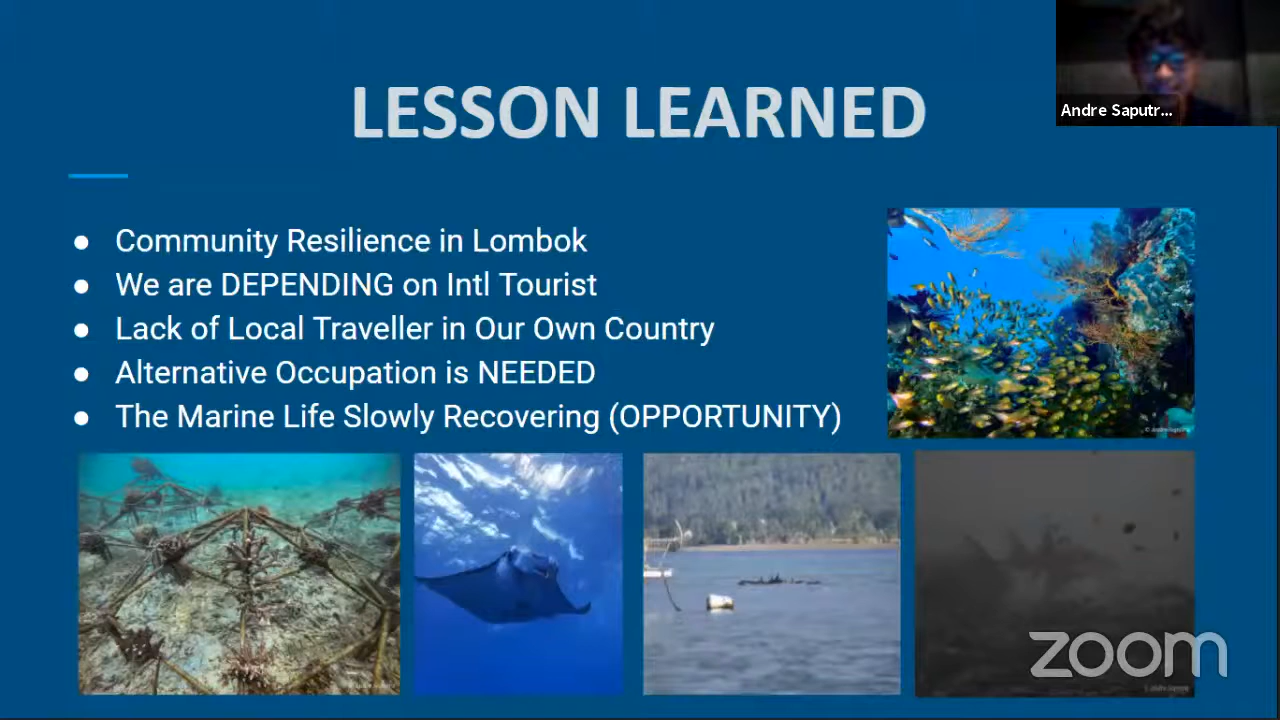 LESSON LEARNED
Andre Saputr...
● Community Resilience in Lombok
● We are DEPENDING on Intl Tourist
● Lack of Local Traveller in Our Own Country
● Alternative Occupation is NEEDED
● The Marine Life Slowly Recovering (OPPORTUNITY)
zoom